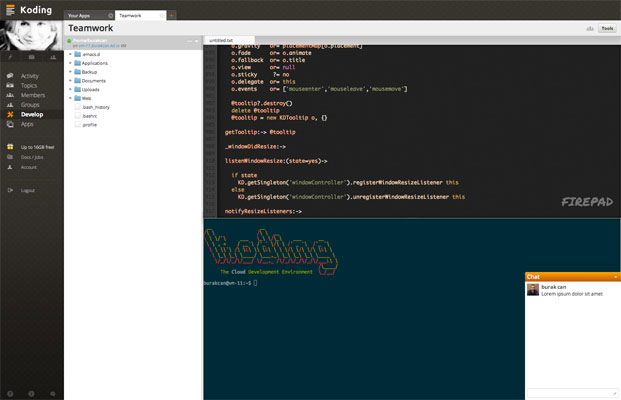 Koding
Activity
Topics
Members
Groups
Develop
Apps
Up to 16GB free!
Docs / Jobs
Account
Logout
Your Apps
Teamwork
Teamwork
Tools
.emacs.d
Applications
Backup
Documents
Uploads
Web
.bash_history
.bashrc
.profile
untitled.txt
o.gravity or= placementMap[o.placement]
o.fade or= o.animate
o.fallback or= o.title
o.view or= null
o.sticky ?= no
o.delegate or= this
o.events or= ['mouseenter','mouseleave','mousemove']
@tooltip?.destroy()
delete @tooltip
@tooltip = new KDTooltip o, {}
getTooltip:-> @tooltip
_windowDidResize:->
listenWindowResize:(state=yes)->
if state
KD.getSingleton('windowController').registerWindowResizeListener this
else
KD.getSingleton('windowController').unregisterWindowResizeListener this
notifyResizeListeners:->
FIREPAD
koding
The Cloud Development Environment
burakcan@vm-11:~$
Chat
burak can
Lorem ipsum dolor sit amet